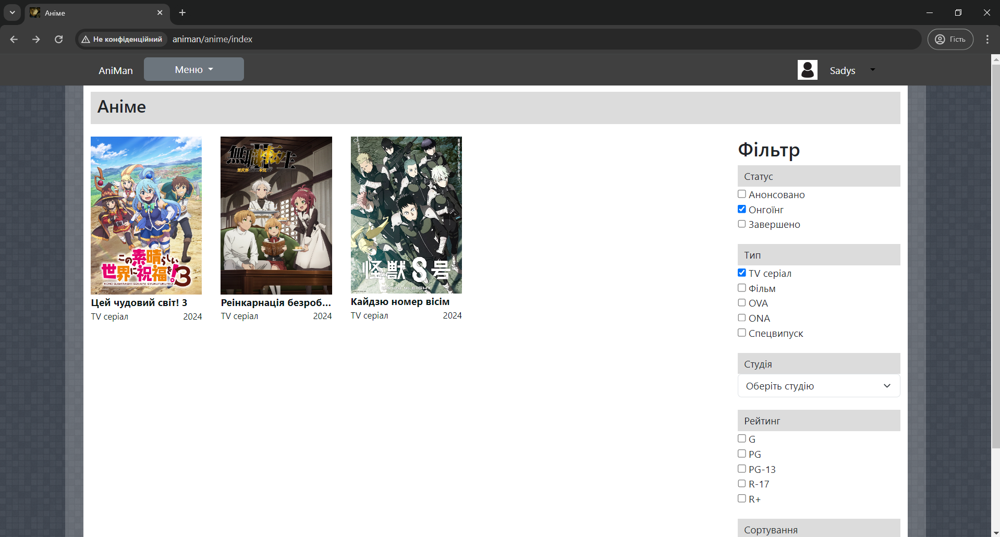 Аніме
Не конфіденційний
animan/anime/index
Гість
AniMan
Меню
Sadys
Аніме
この素晴らしい
世界に祝福を!3
KONO SUBARASHII SEKAI NI SYUKUFUKU WO!
Цей чудовий світ! 3
TV серіал 2024
無職転生
II
Реінкарнація безроб...
TV серіал 2024
怪獣8号
KAIJU No. EIGHT
Кайдзю номер вісім
TV серіал 2024
Фільтр
Статус
Анонсовано
Онгоїнг
Завершено
Тип
TV серіал
Фільм
OVA
ONA
Спецвипуск
Студія
Оберіть студію
Рейтинг
G
PG
PG-13
R-17
R+
Сортування